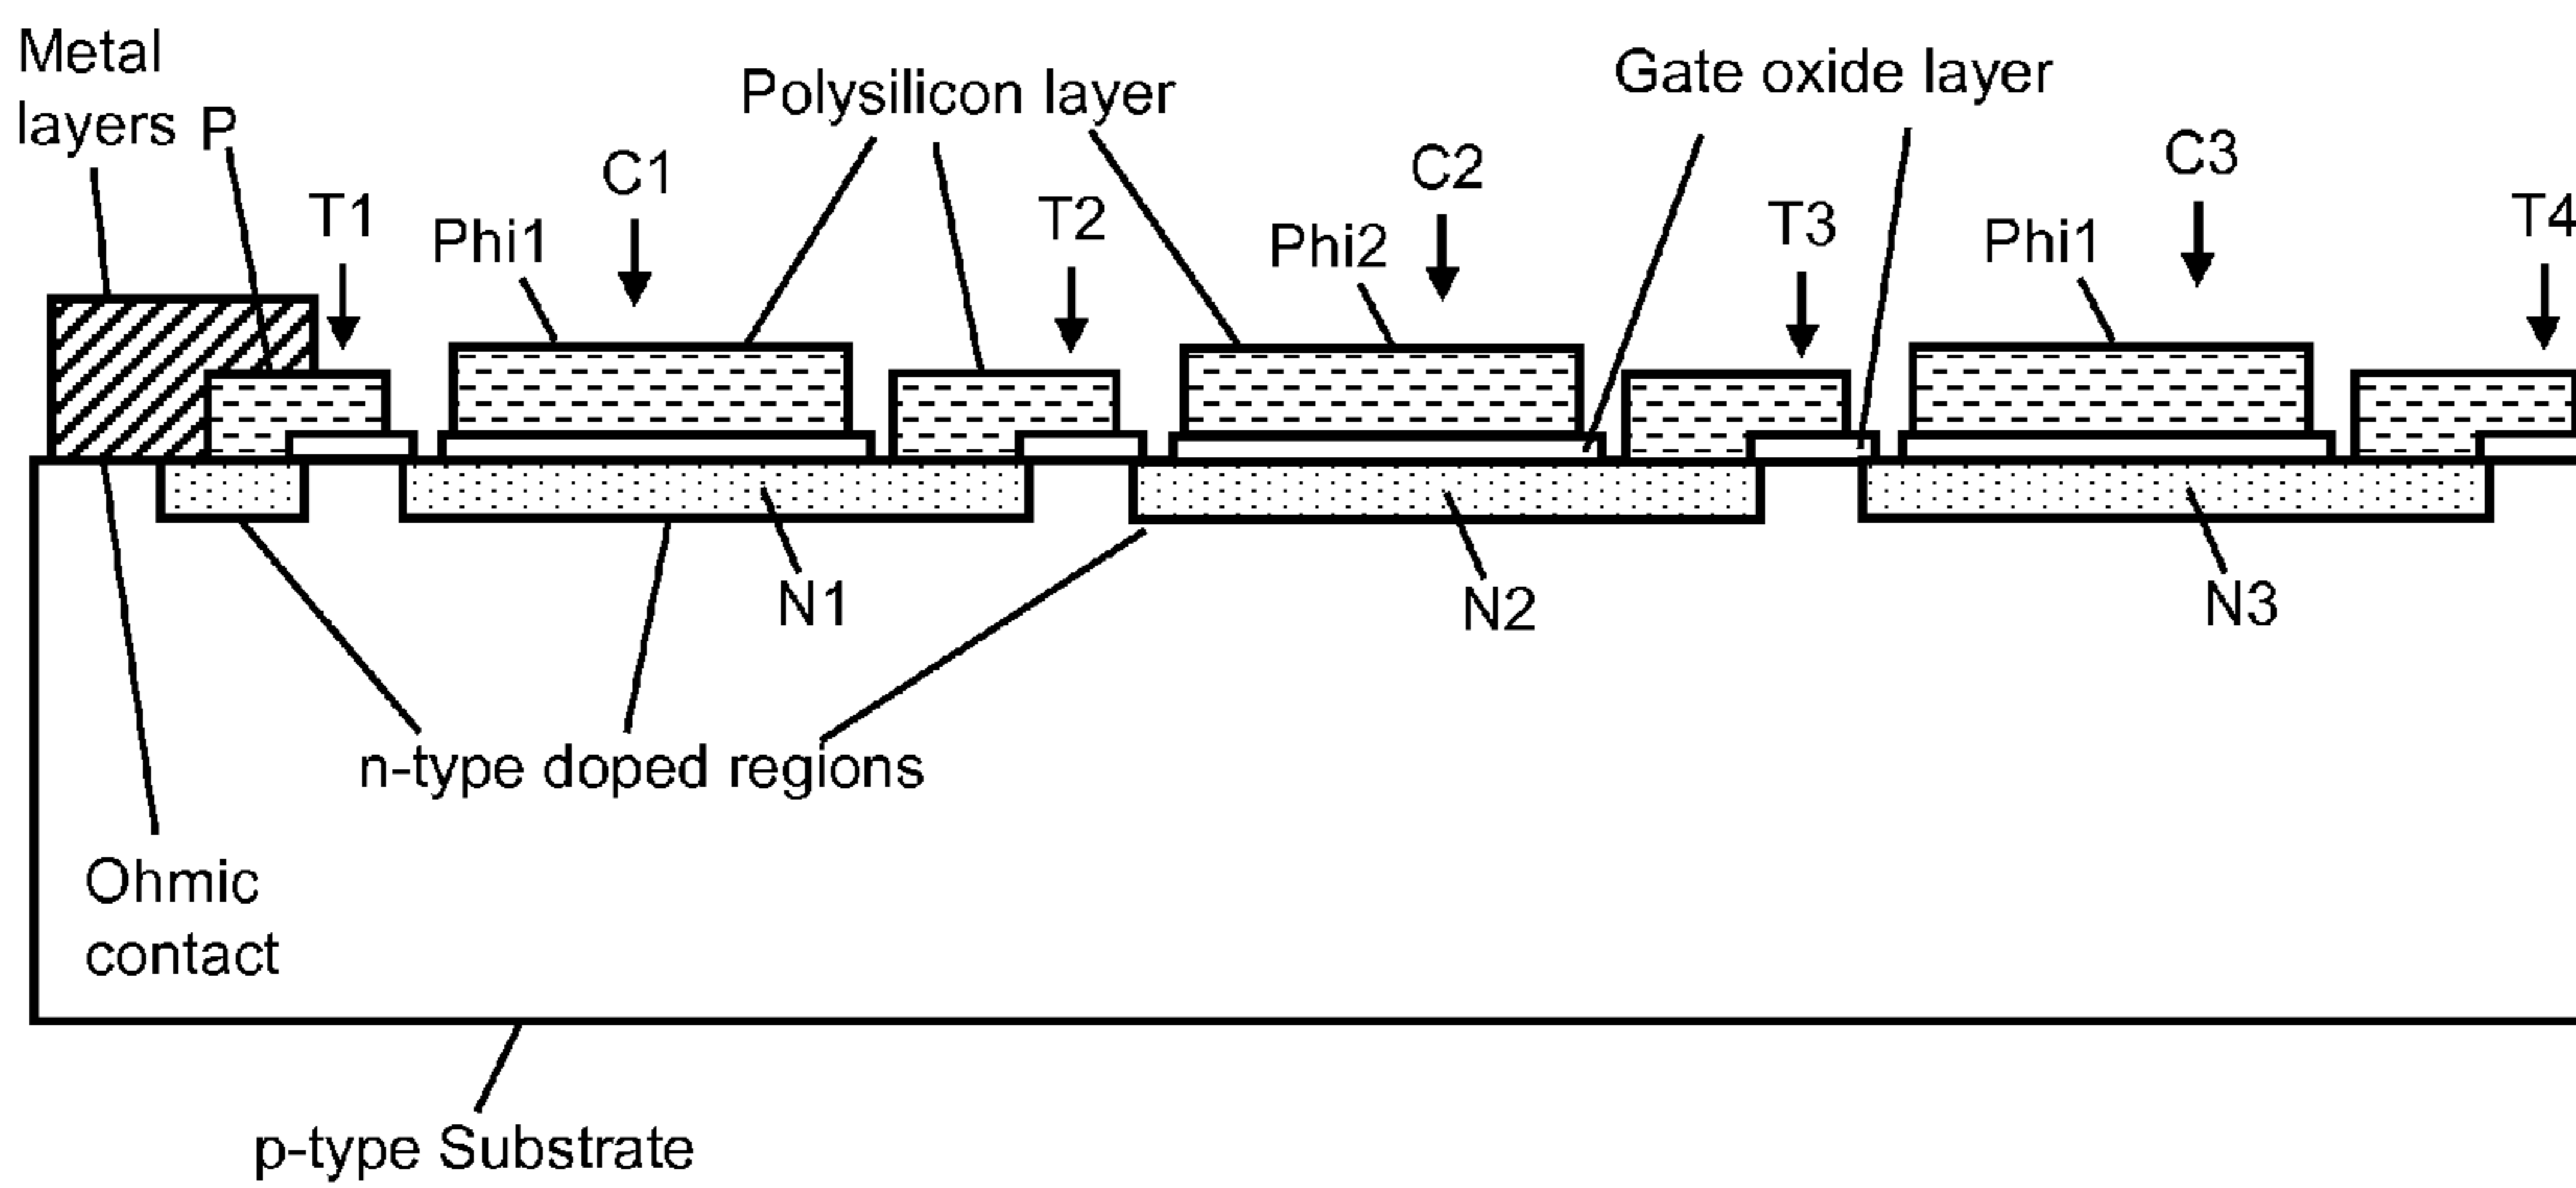 Metal
layers P
Polysilicon layer
Gate oxide layer
T1
Phi1
C1
T2
Phi2
C2
T3
Phi1
C3
T4
N1
N2
N3
n-type doped regions
Ohmic
contact
p-type Substrate